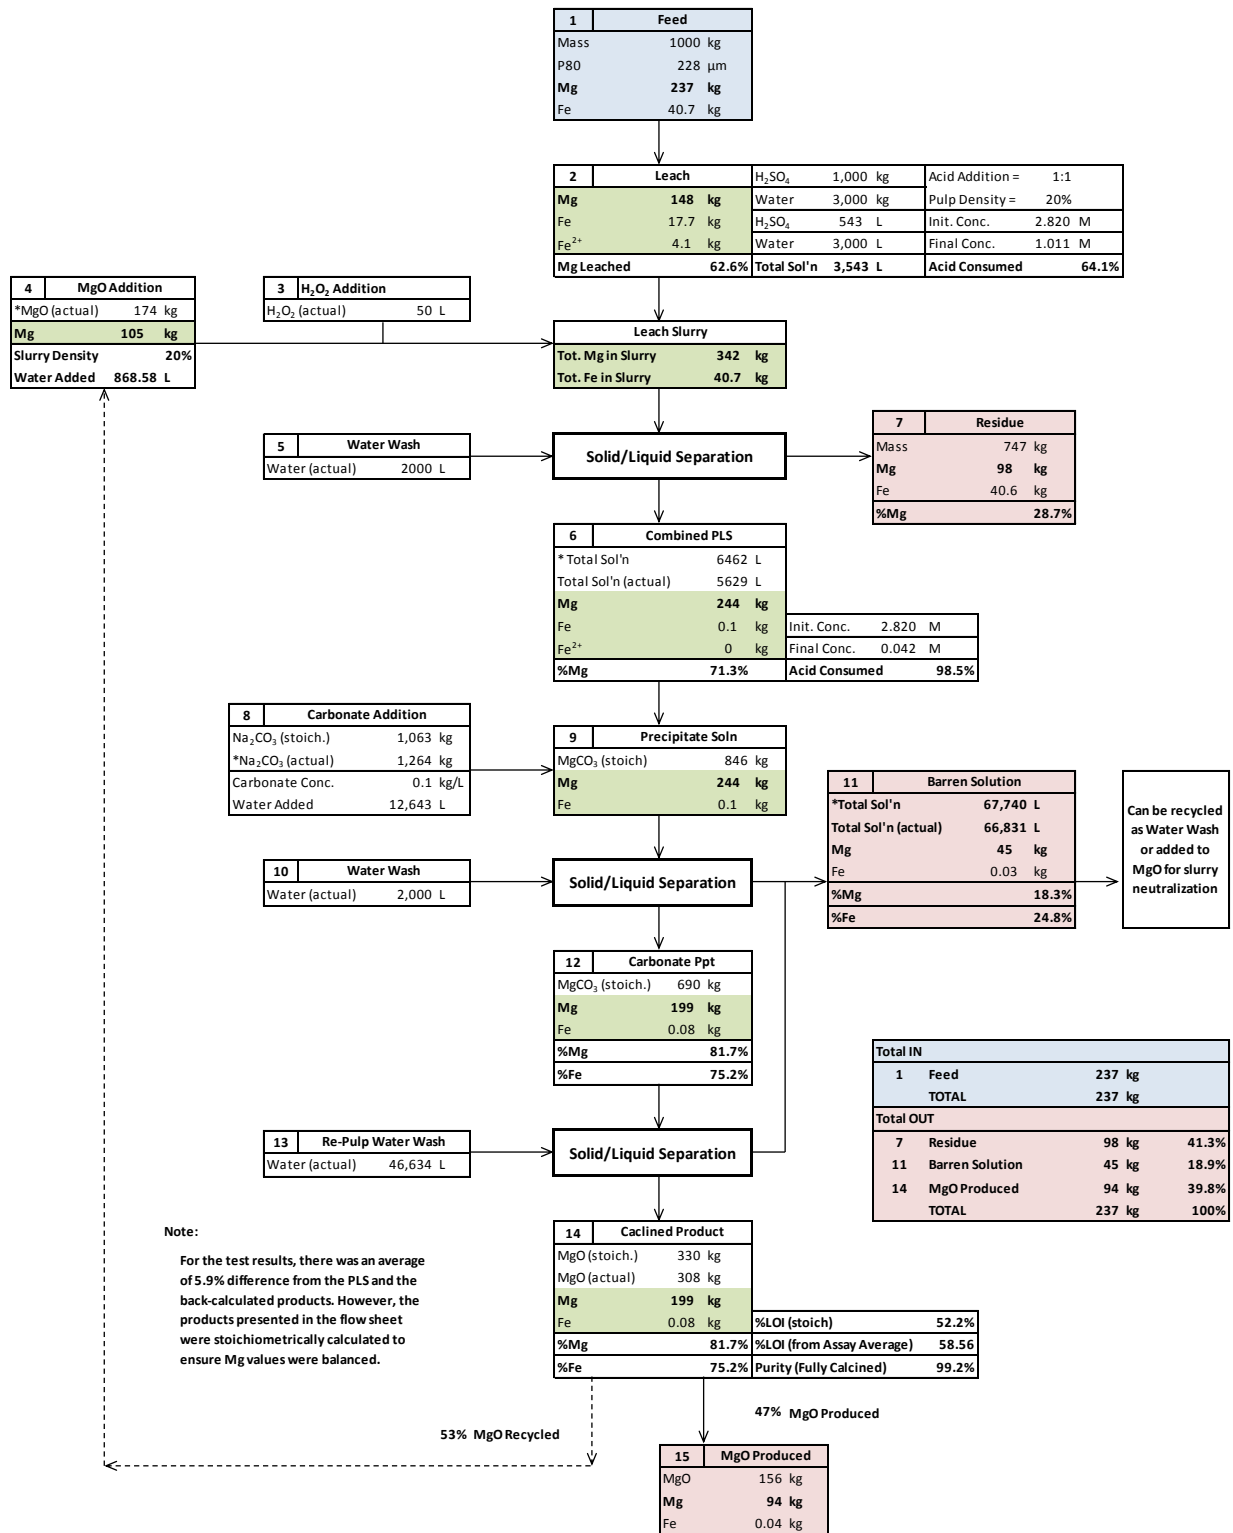 1 Feed
Mass 1000 kg
P80 228 µm
Mg 237 kg
Fe 40.7 kg
2 Leach
Mg 148 kg
Fe 17.7 kg
Fe²⁺ 4.1 kg
Mg Leached 62.6%
H₂SO₄ 1,000 kg
Water 3,000 kg
H₂SO₄ 543 L
Water 3,000 L
Total Sol'n 3,543 L
Acid Addition = 1:1
Pulp Density = 20%
Init. Conc. 2.820 M
Final Conc. 1.011 M
Acid Consumed 64.1%
4 MgO Addition
*MgO (actual) 174 kg
Mg 105 kg
Slurry Density 20%
Water Added 868.58 L
3 H₂O₂ Addition
H₂O₂ (actual) 50 L
Leach Slurry
Tot. Mg in Slurry 342 kg
Tot. Fe in Slurry 40.7 kg
5 Water Wash
Water (actual) 2000 L
Solid/Liquid Separation
7 Residue
Mass 747 kg
Mg 98 kg
Fe 40.6 kg
%Mg 28.7%
6 Combined PLS
* Total Sol'n 6462 L
Total Sol'n (actual) 5629 L
Mg 244 kg
Fe 0.1 kg
Fe²⁺ 0 kg
%Mg 71.3%
Init. Conc. 2.820 M
Final Conc. 0.042 M
Acid Consumed 98.5%
8 Carbonate Addition
Na₂CO₃ (stoich.) 1,063 kg
*Na₂CO₃ (actual) 1,264 kg
Carbonate Conc. 0.1 kg/L
Water Added 12,643 L
9 Precipitate Soln
MgCO₃ (stoich) 846 kg
Mg 244 kg
Fe 0.1 kg
10 Water Wash
Water (actual) 2,000 L
Solid/Liquid Separation
11 Barren Solution
*Total Sol'n 67,740 L
Total Sol'n (actual) 66,831 L
Mg 45 kg
Fe 0.03 kg
%Mg 18.3%
%Fe 24.8%
Can be recycled
as Water Wash
or added to
MgO for slurry
neutralization
12 Carbonate Ppt
MgCO₃ (stoich.) 690 kg
Mg 199 kg
Fe 0.08 kg
%Mg 81.7%
%Fe 75.2%
13 Re-Pulp Water Wash
Water (actual) 46,634 L
Solid/Liquid Separation
Total IN
1 Feed 237 kg
TOTAL 237 kg
Total OUT
7 Residue 98 kg 41.3%
11 Barren Solution 45 kg 18.9%
14 MgO Produced 94 kg 39.8%
TOTAL 237 kg 100%
Note:
For the test results, there was an average
of 5.9% difference from the PLS and the
back-calculated products. However, the
products presented in the flow sheet
were stoichiometrically calculated to
ensure Mg values were balanced.
14 Caclined Product
MgO (stoich.) 330 kg
MgO (actual) 308 kg
Mg 199 kg
Fe 0.08 kg
%Mg 81.7%
%Fe 75.2%
%LOI (stoich) 52.2%
%LOI (from Assay Average) 58.56
Purity (Fully Calcined) 99.2%
47% MgO Produced
53% MgO Recycled
15 MgO Produced
MgO 156 kg
Mg 94 kg
Fe 0.04 kg